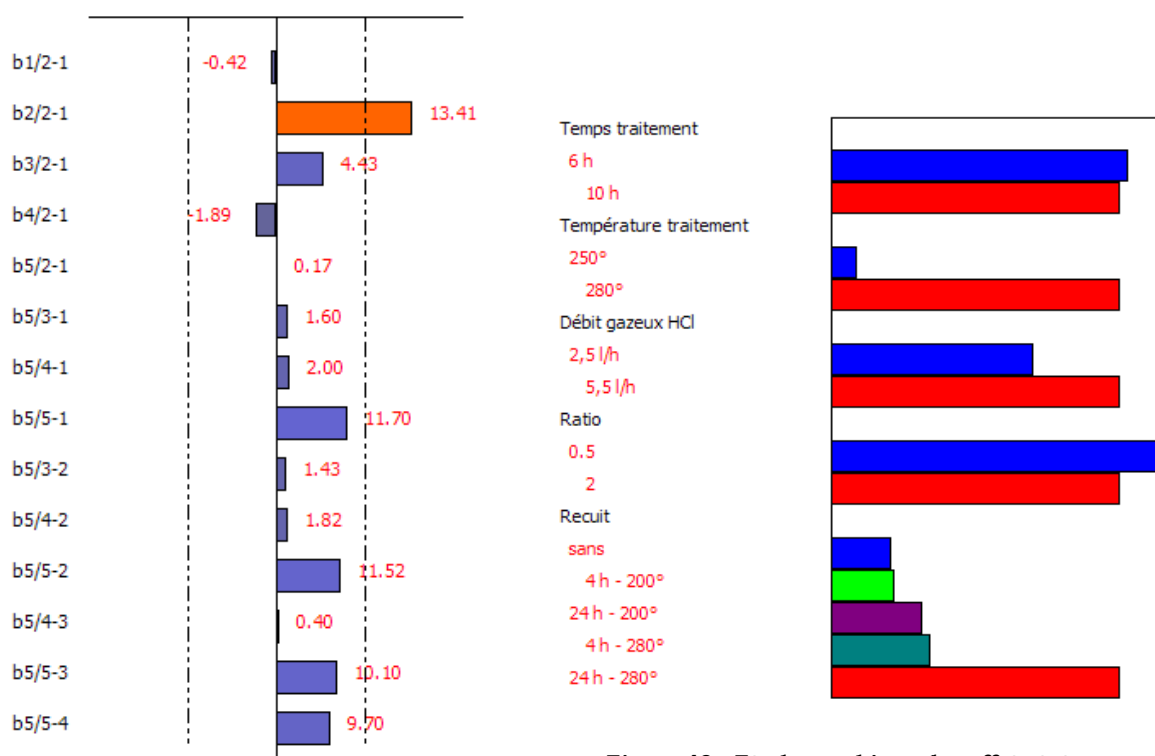 b1/2-1 -0.42
b2/2-1 13.41
b3/2-1 4.43
b4/2-1 -1.89
b5/2-1 0.17
b5/3-1 1.60
b5/4-1 2.00
b5/5-1 11.70
b5/3-2 1.43
b5/4-2 1.82
b5/5-2 11.52
b5/4-3 0.40
b5/5-3 10.10
b5/5-4 9.70
Temps traitement
6 h
10 h
Température traitement
250°
280°
Débit gazeux HCl
2,5 l/h
5,5 l/h
Ratio
0.5
2
Recuit
sans
4 h - 200°
24 h - 200°
4 h - 280°
24 h - 280°